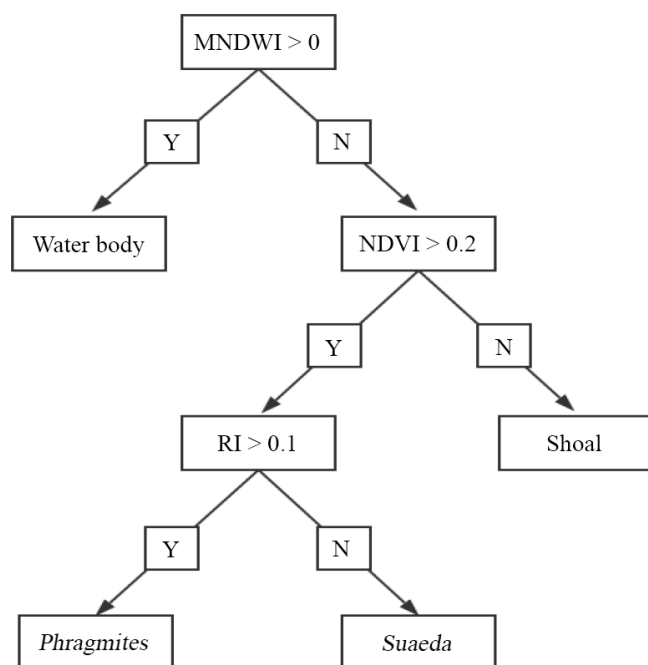 MNDWI > 0
Y
N
Water body
NDVI > 0.2
Y
N
RI > 0.1
Shoal
Y
N
Phragmites
Suaeda